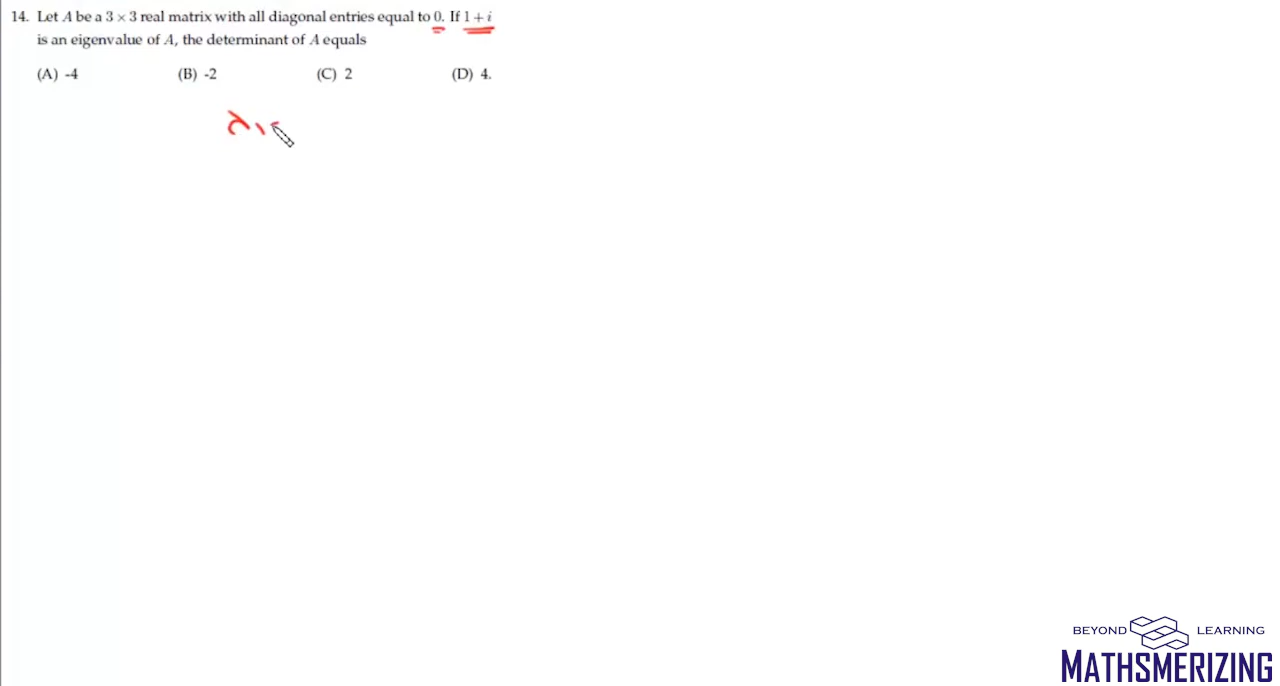 14. Let A be a 3 × 3 real matrix with all diagonal entries equal to 0. If 1 + i
is an eigenvalue of A, the determinant of A equals
(A) -4 (B) -2 (C) 2 (D) 4.
BEYOND LEARNING
MATHSMERIZING